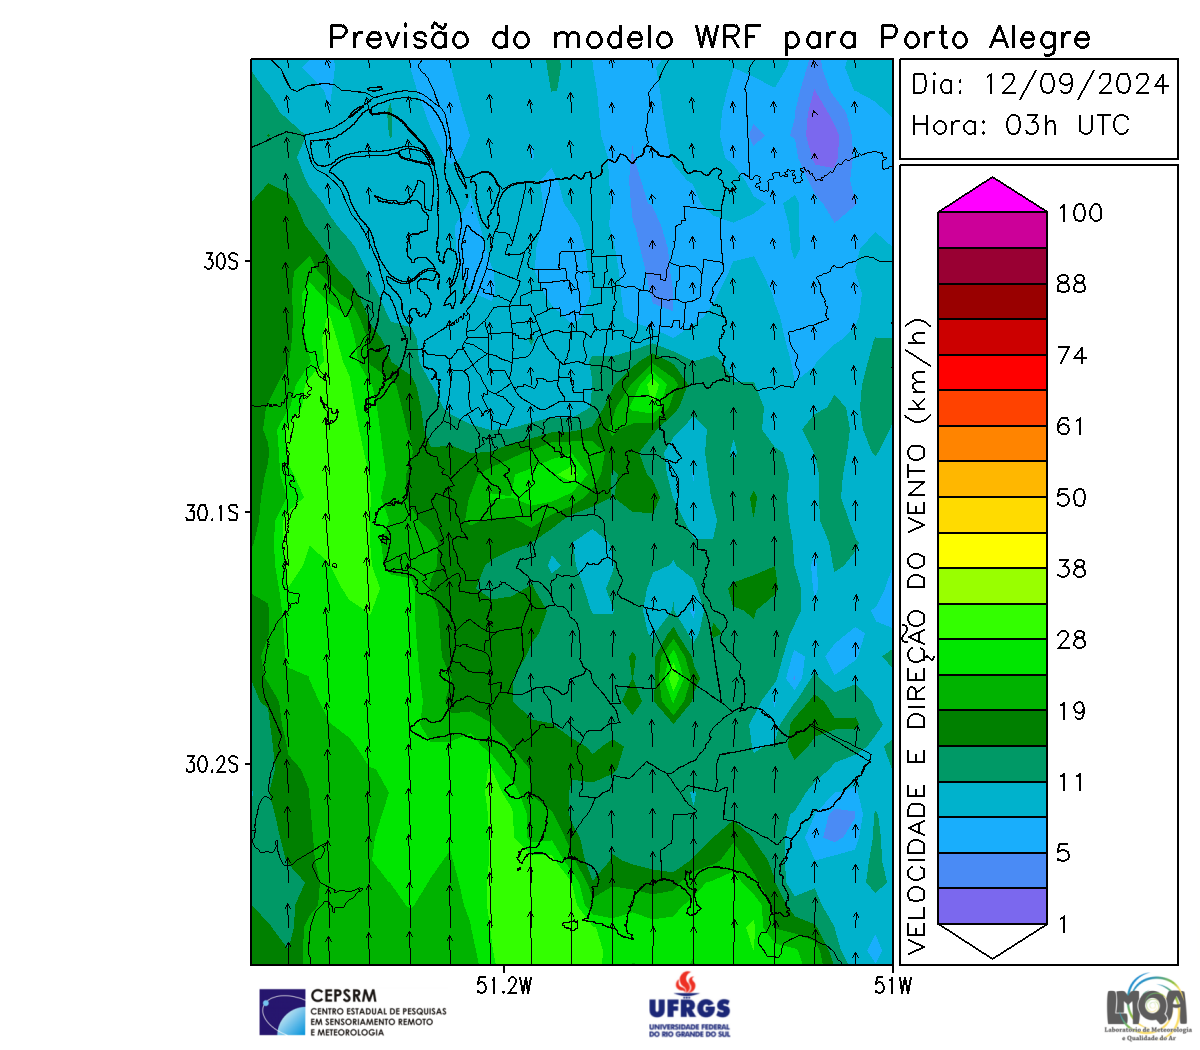 Previsão do modelo WRF para Porto Alegre
Dia: 12/09/2024
Hora: 03h UTC
VELOCIDADE E DIREÇÃO DO VENTO (km/h)
100
88
74
61
50
38
28
19
11
5
1
30S
30.1S
30.2S
51.2W
51W
CEPSRM
CENTRO ESTADUAL DE PESQUISAS
EM SENSORIAMENTO REMOTO
E METEOROLOGIA
UFRGS
UNIVERSIDADE FEDERAL
DO RIO GRANDE DO SUL
LMQA
Laboratório de Meteorologia
e Qualidade do Ar